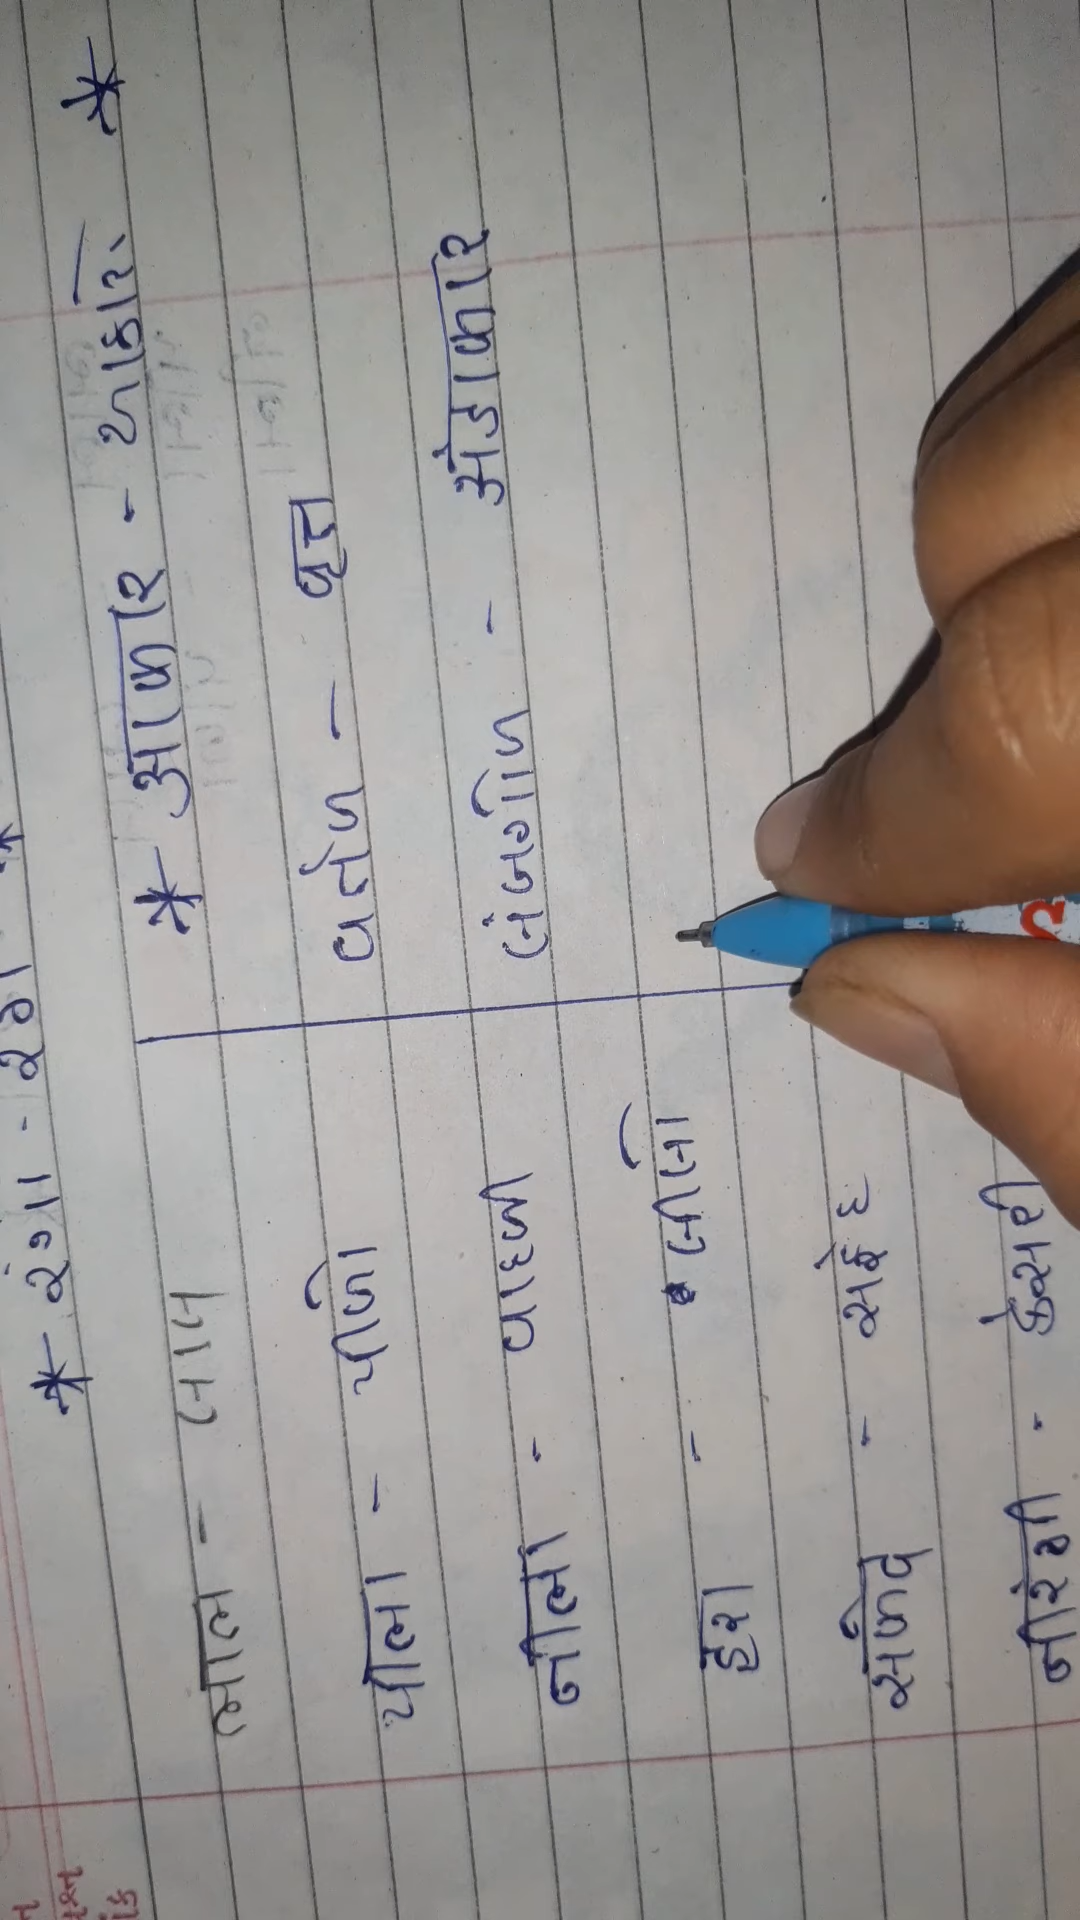 * રંગો - रंग *
* आकार - આકારો *
लाल - લાલ
पीला - પીળો
नीला - વાદળી
हरा - લીલો
सफेद - સફેદ
नारंगी - કેસરી
વર્તુળ - वृत्त
લંબગોળ - अंडाकार